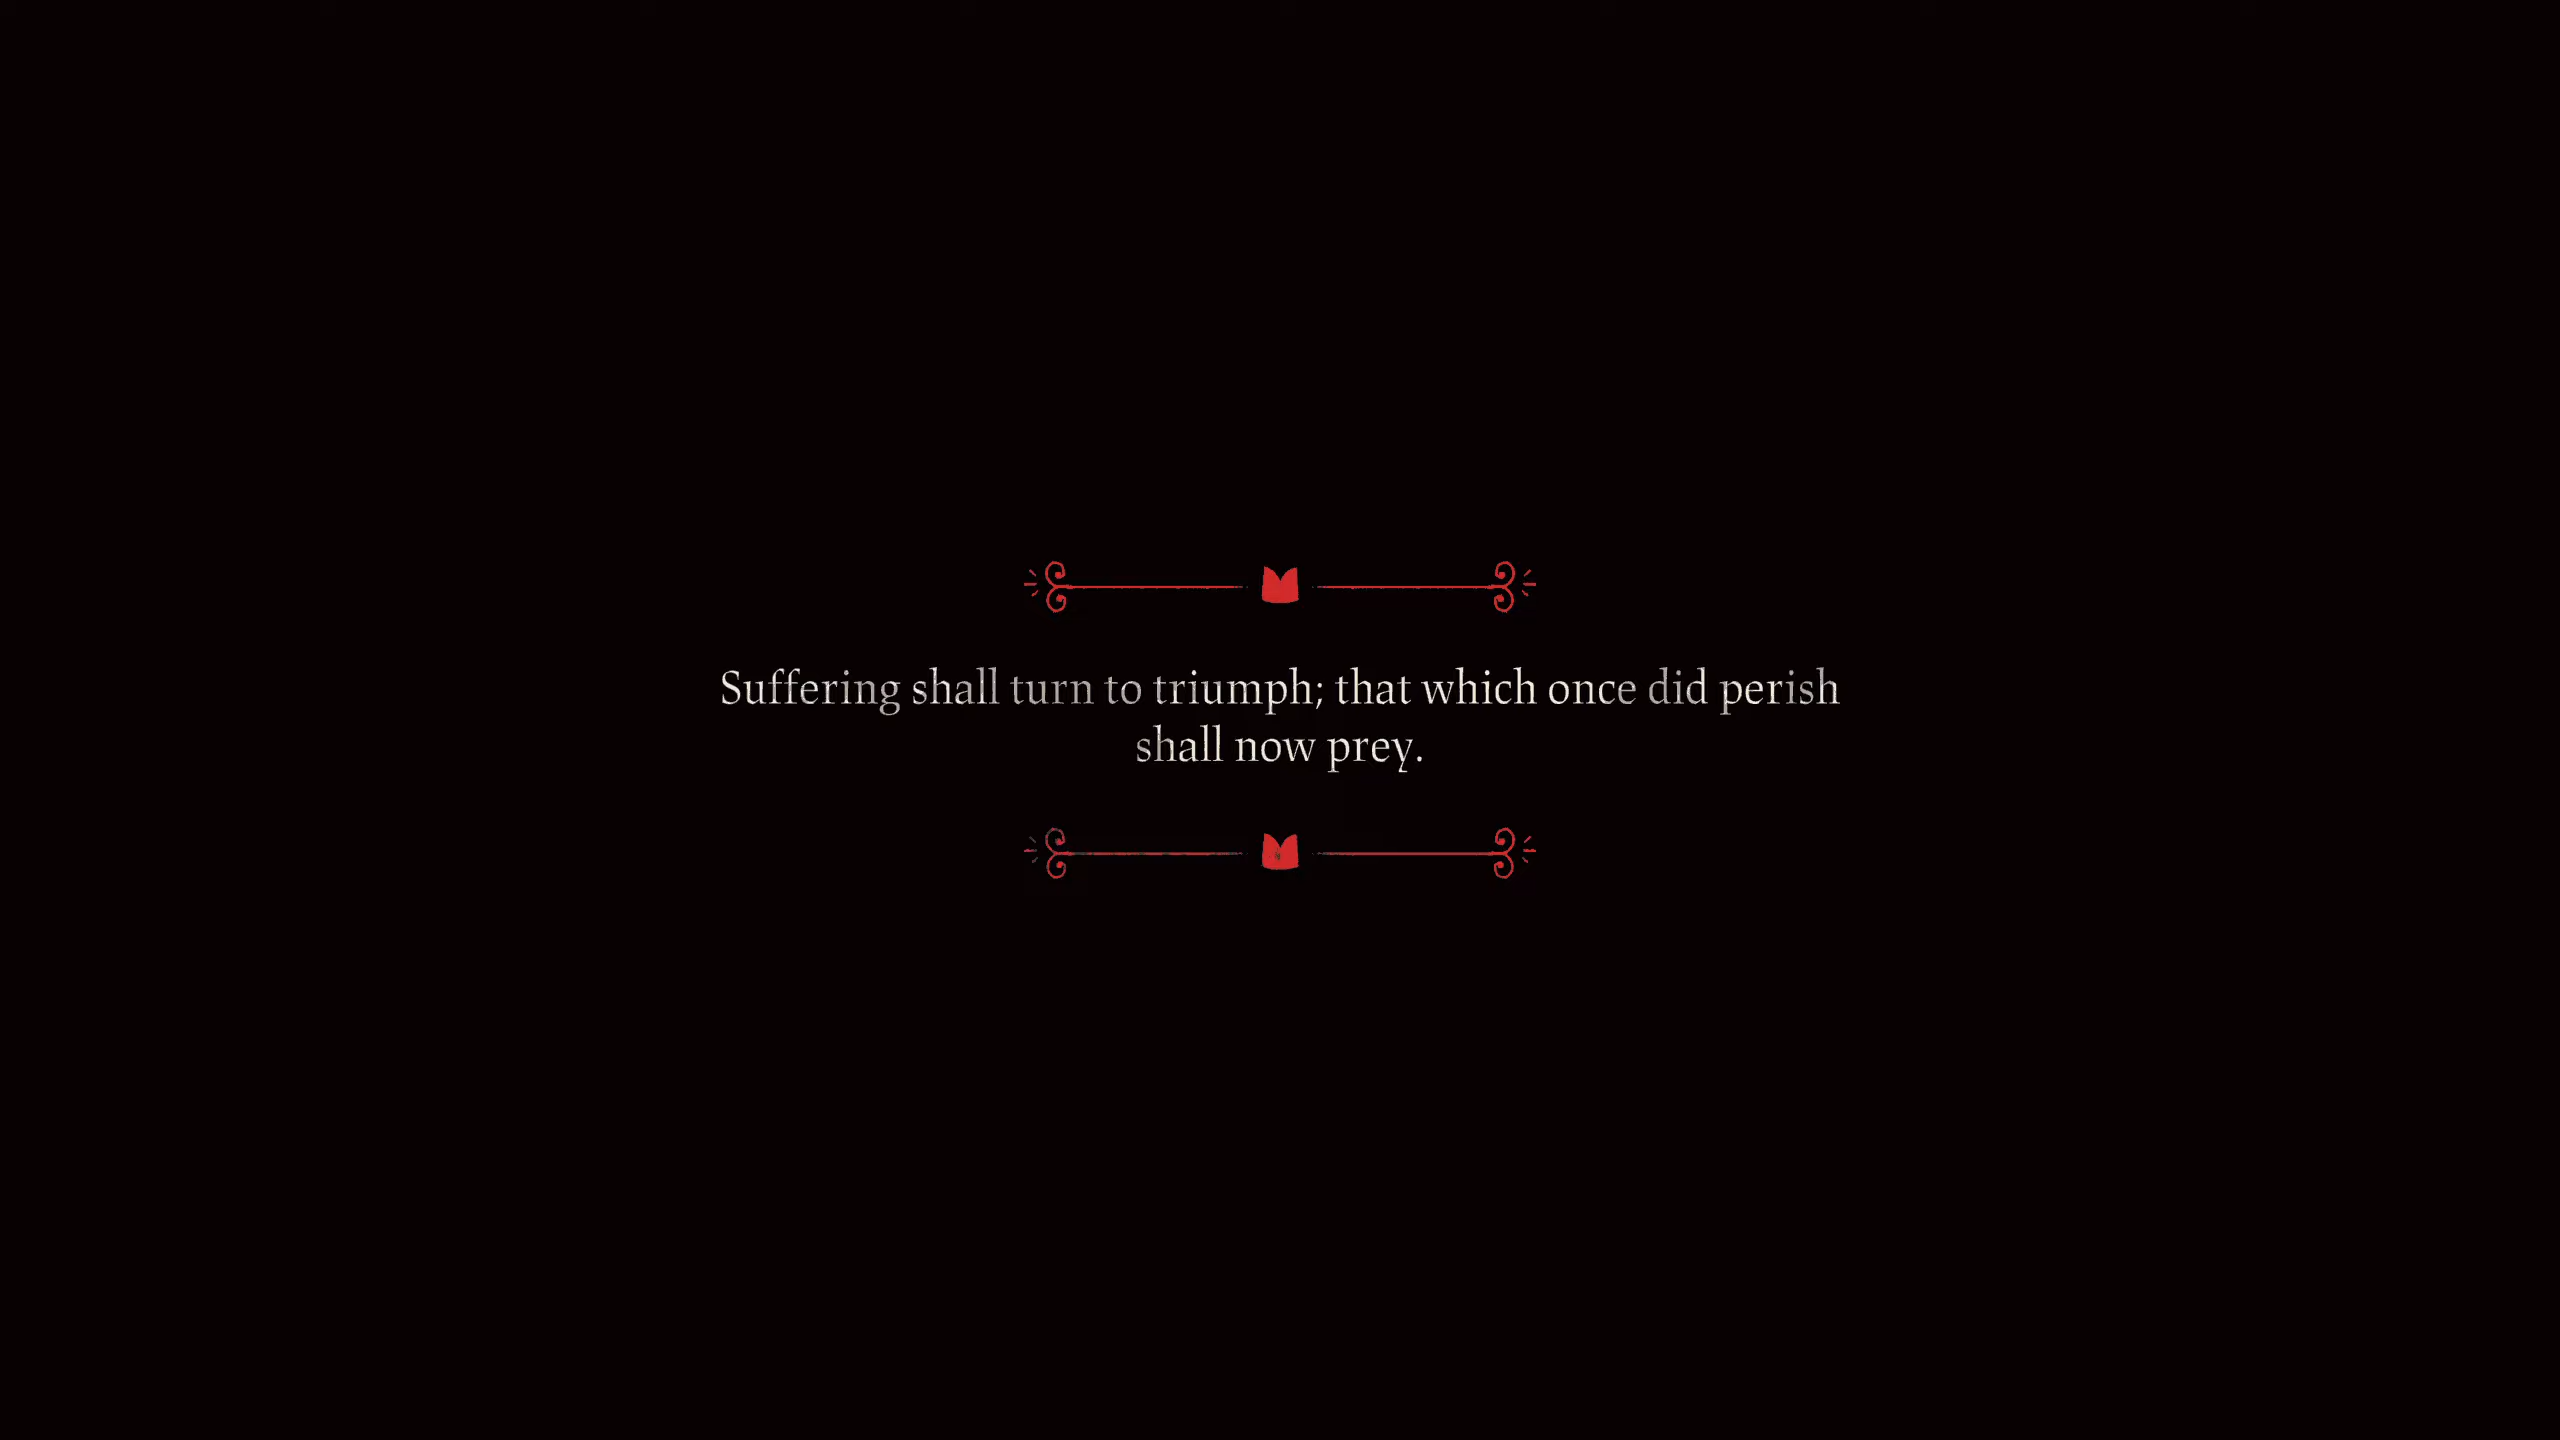 Suffering shall turn to triumph; that which once did perish
shall now prey.